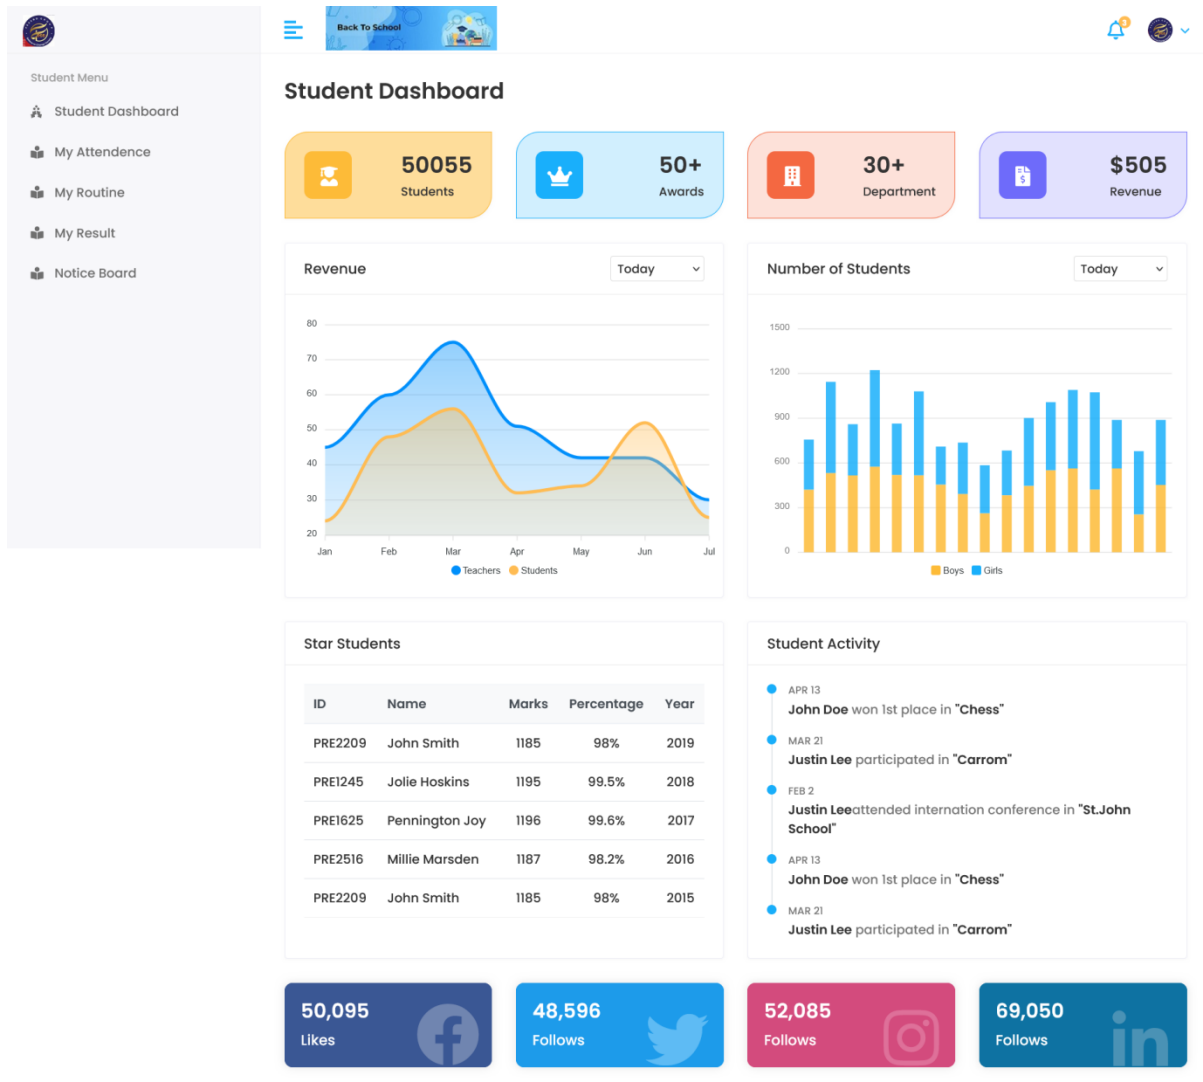 Back To School
3
Student Menu
Student Dashboard
My Attendence
My Routine
My Result
Notice Board
Student Dashboard
50055
Students
50+
Awards
30+
Department
$505
Revenue
Revenue
Today
80
70
60
50
40
30
20
Jan Feb Mar Apr May Jun Jul
Teachers Students
Number of Students
Today
1500
1200
900
600
300
0
Boys Girls
Star Students
ID Name Marks Percentage Year
PRE2209 John Smith 1185 98% 2019
PRE1245 Jolie Hoskins 1195 99.5% 2018
PRE1625 Pennington Joy 1196 99.6% 2017
PRE2516 Millie Marsden 1187 98.2% 2016
PRE2209 John Smith 1185 98% 2015
Student Activity
APR 13
John Doe won 1st place in "Chess"
MAR 21
Justin Lee participated in "Carrom"
FEB 2
Justin Leeattended internation conference in "St.John
School"
APR 13
John Doe won 1st place in "Chess"
MAR 21
Justin Lee participated in "Carrom"
50,095
Likes
48,596
Follows
52,085
Follows
69,050
Follows